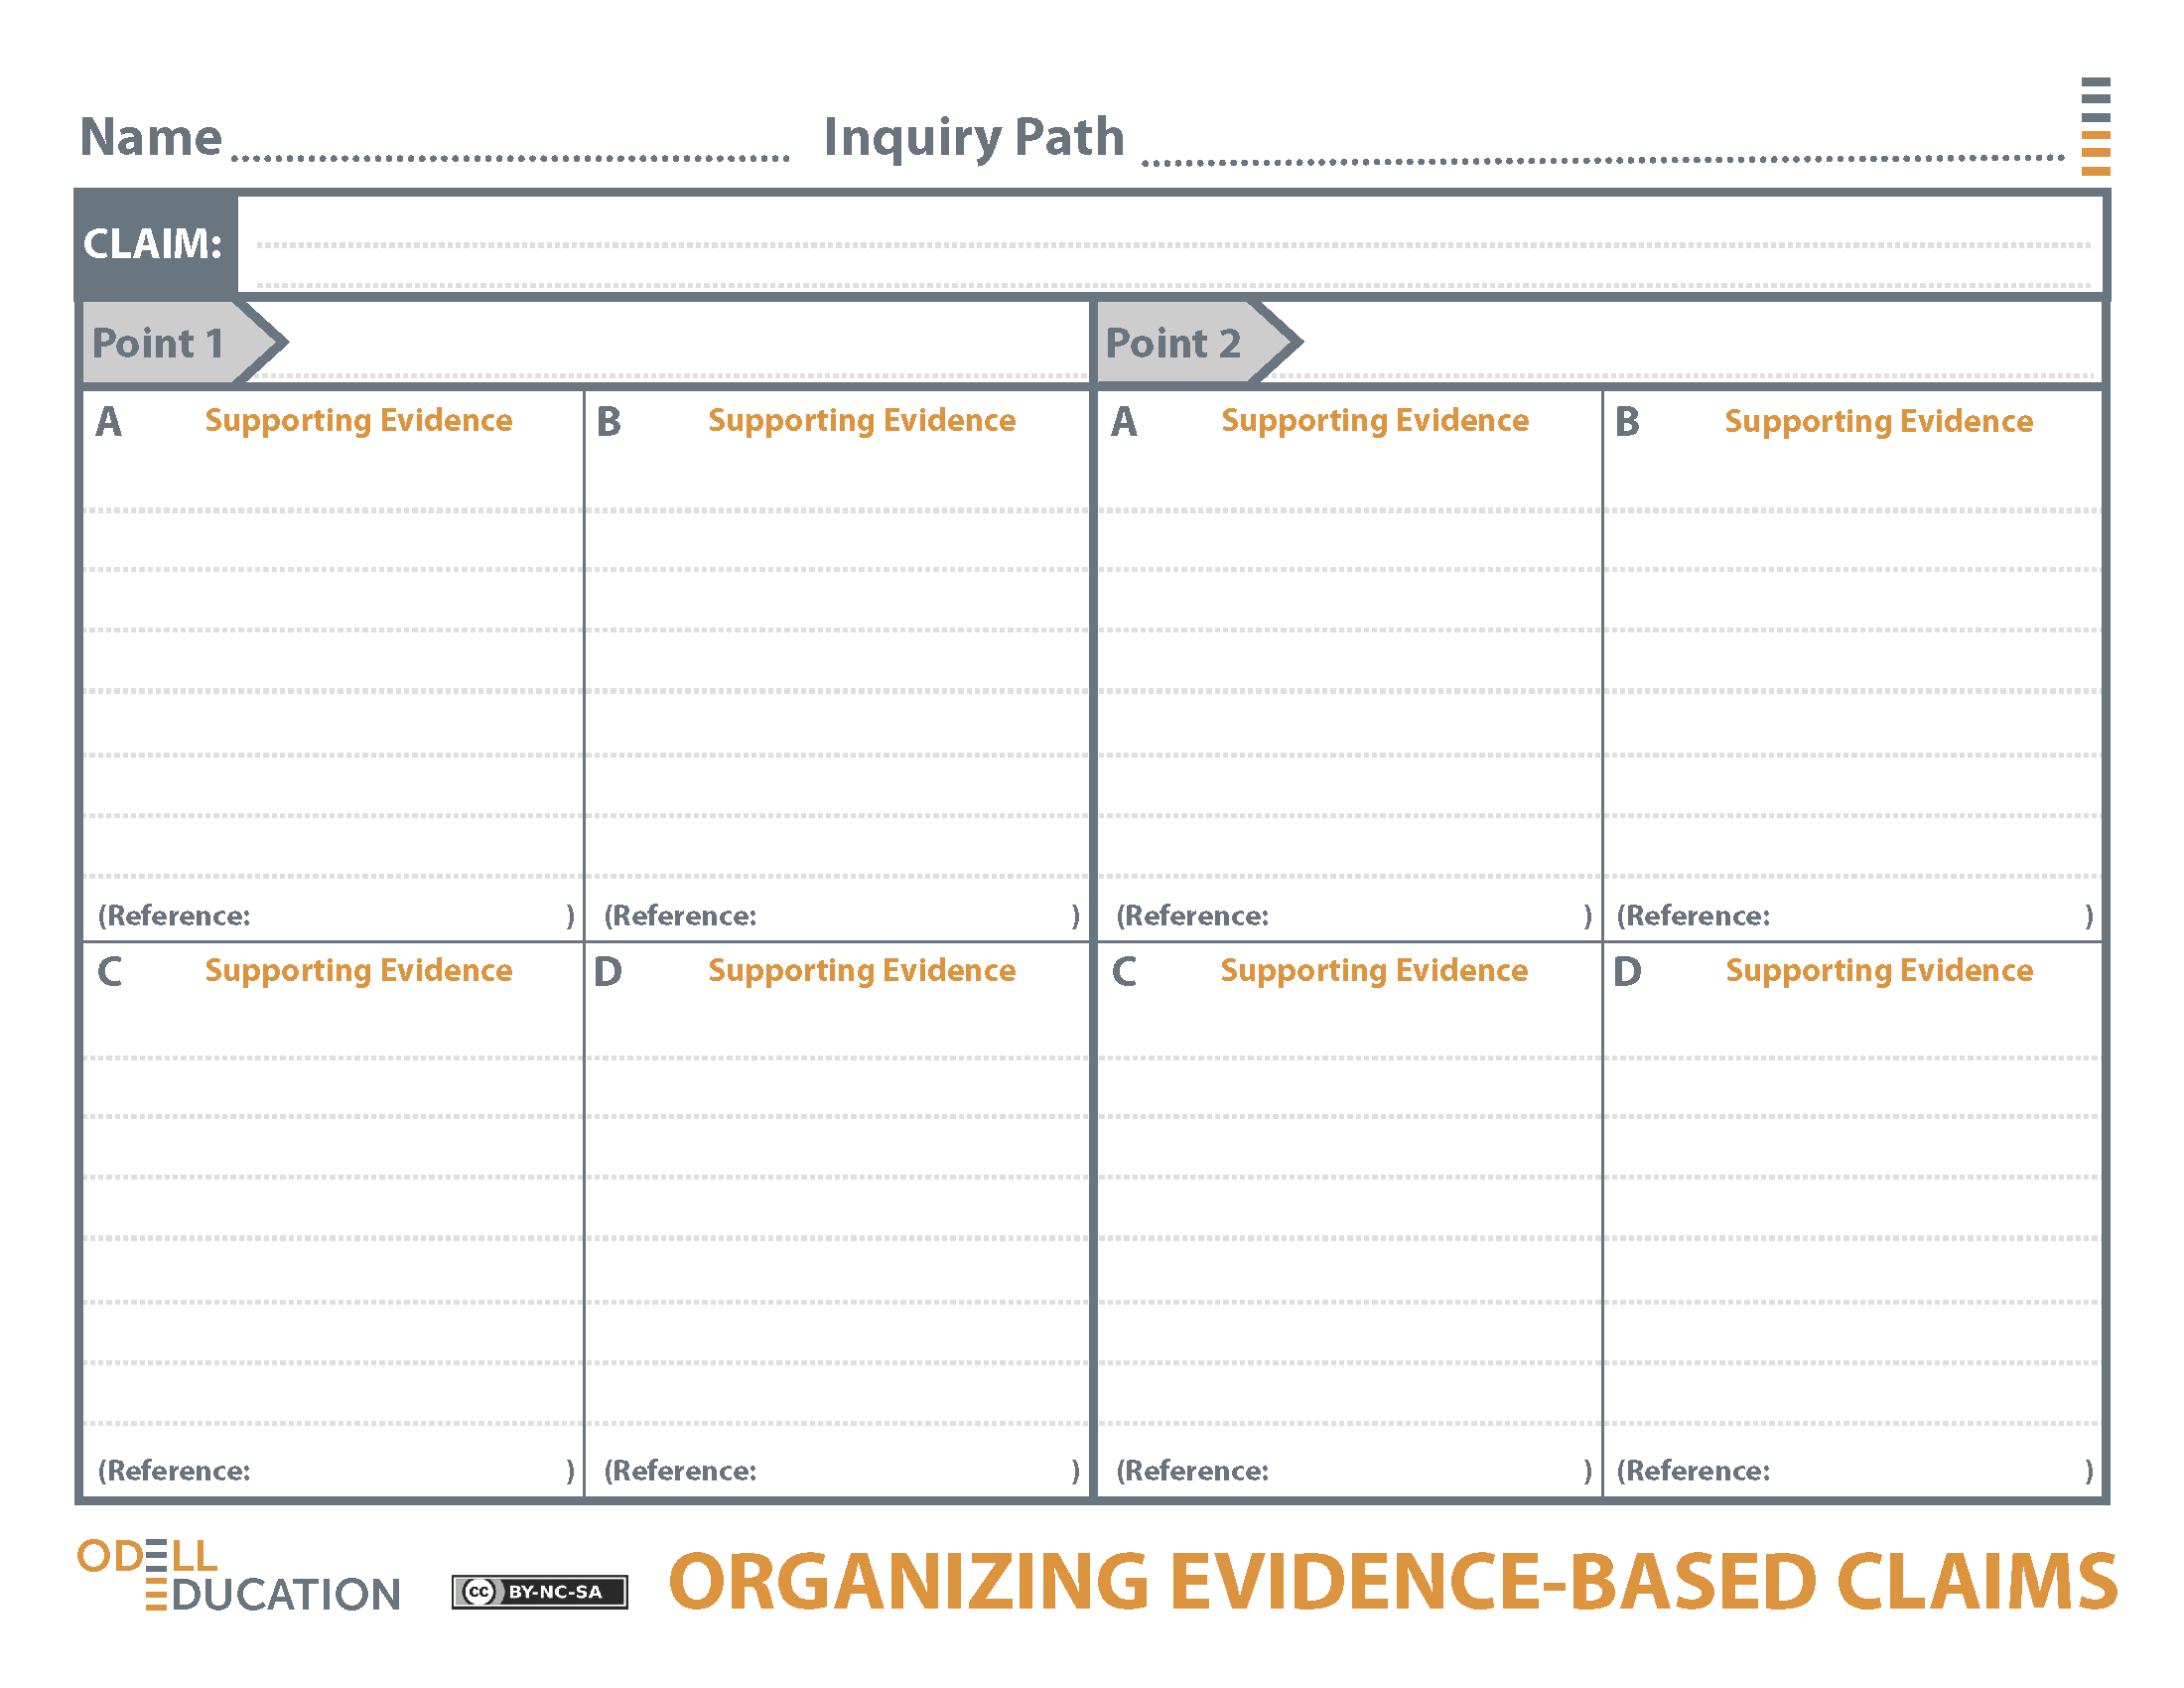 Name Inquiry Path
CLAIM:
Point 1 Point 2
A Supporting Evidence B Supporting Evidence A Supporting Evidence B Supporting Evidence
(Reference: ) (Reference: ) (Reference: ) (Reference: )
C Supporting Evidence D Supporting Evidence C Supporting Evidence D Supporting Evidence
(Reference: ) (Reference: ) (Reference: ) (Reference: )
ODELL
EDUCATION
cc BY-NC-SA
ORGANIZING EVIDENCE-BASED CLAIMS